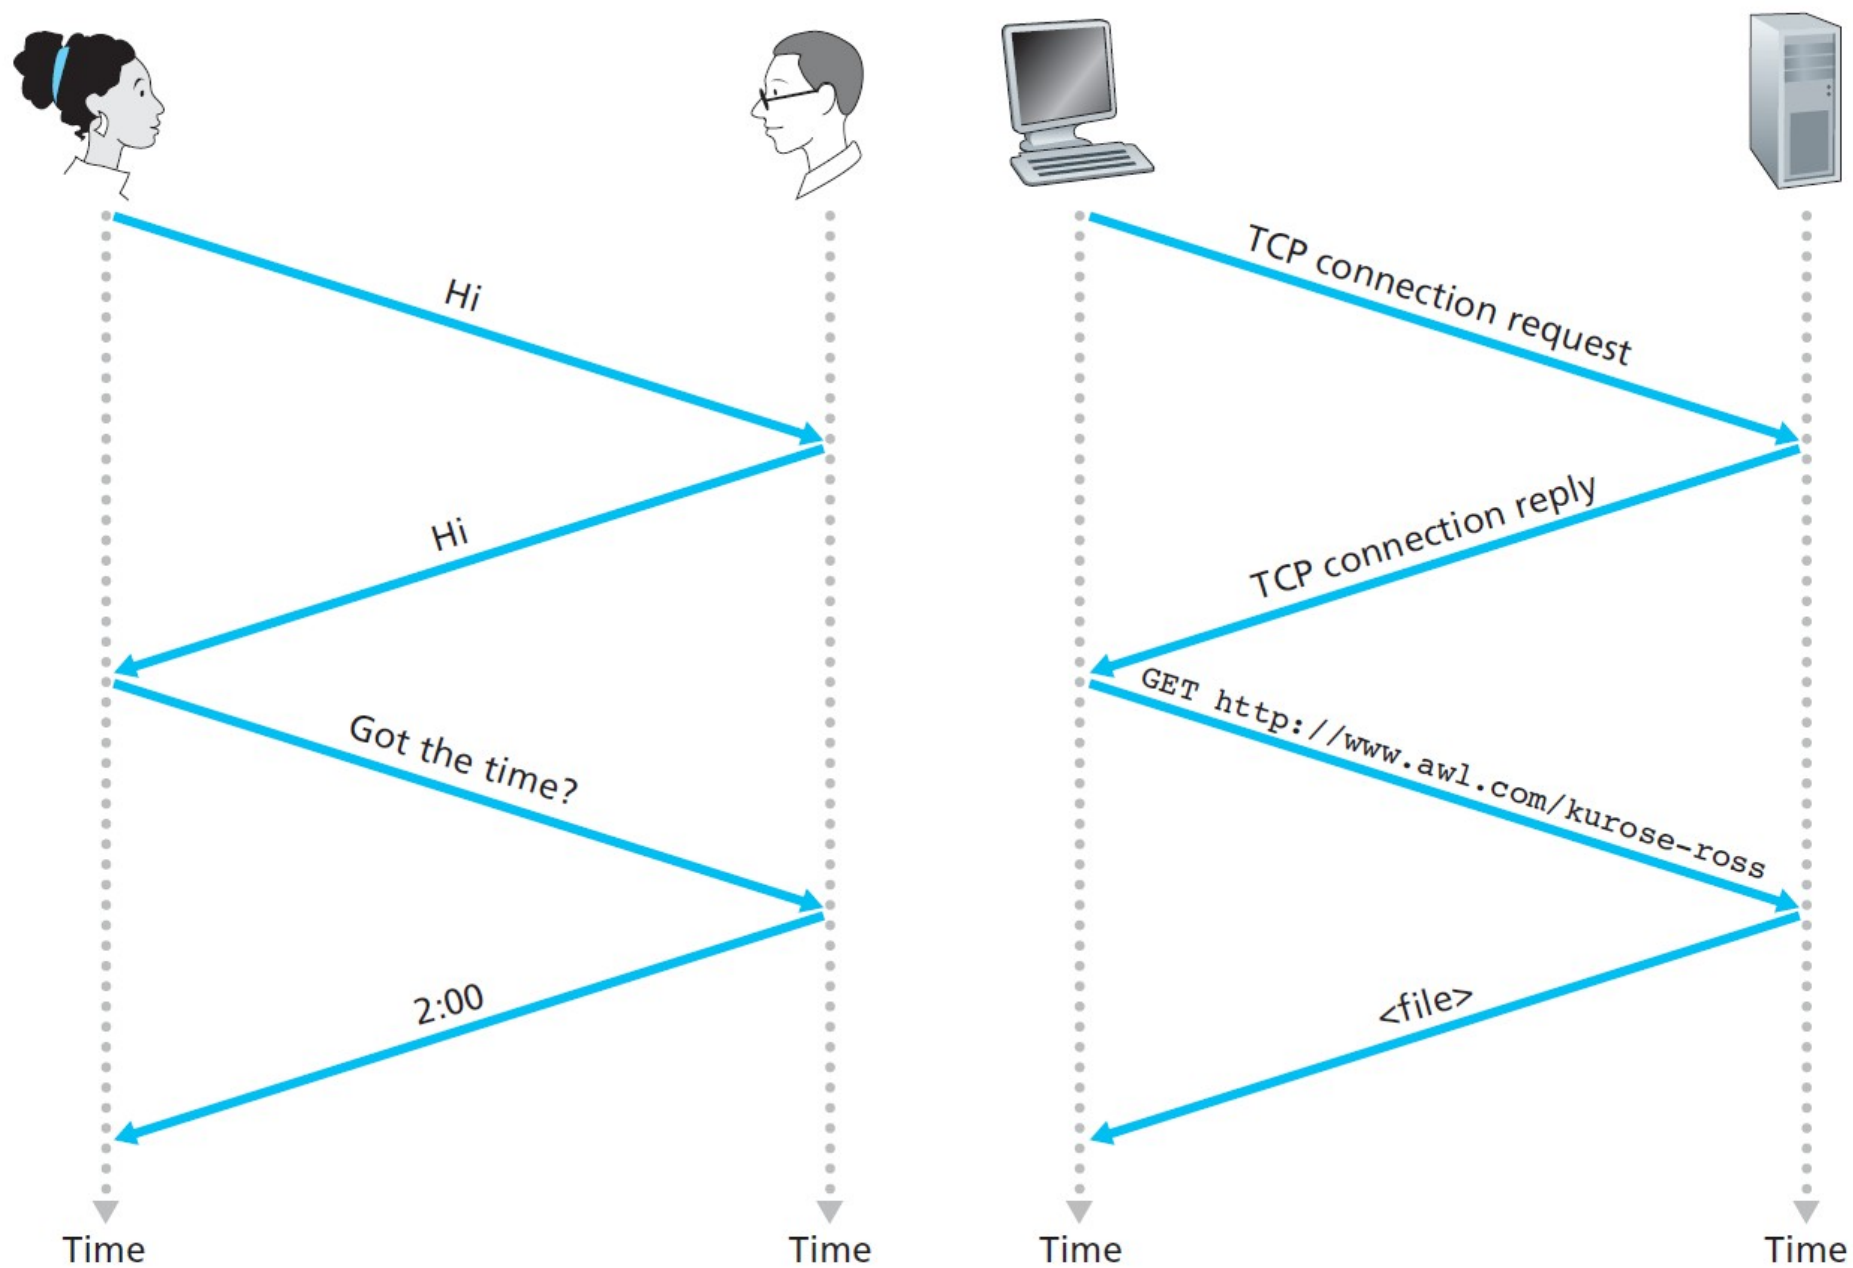 Hi
Hi
Got the time?
2:00
Time
Time
TCP connection request
TCP connection reply
GET http://www.awl.com/kurose-ross
<file>
Time
Time